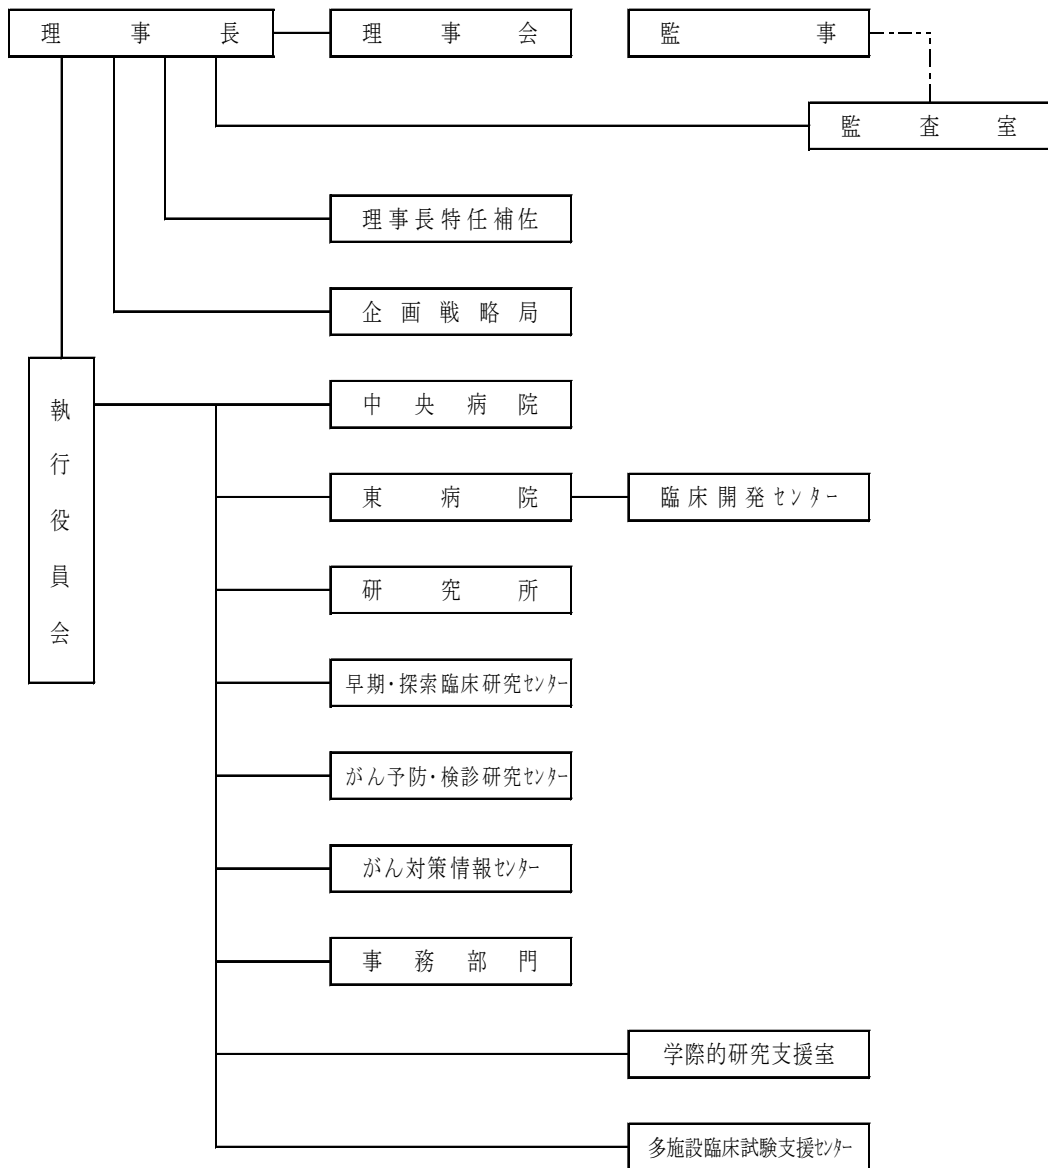 理事長
理事会
監事
監査室
理事長特任補佐
企画戦略局
執行役員会
中央病院
東病院
臨床開発ｾﾝﾀｰ
研究所
早期・探索臨床研究ｾﾝﾀｰ
がん予防・検診研究ｾﾝﾀｰ
がん対策情報ｾﾝﾀｰ
事務部門
学際的研究支援室
多施設臨床試験支援ｾﾝﾀｰ